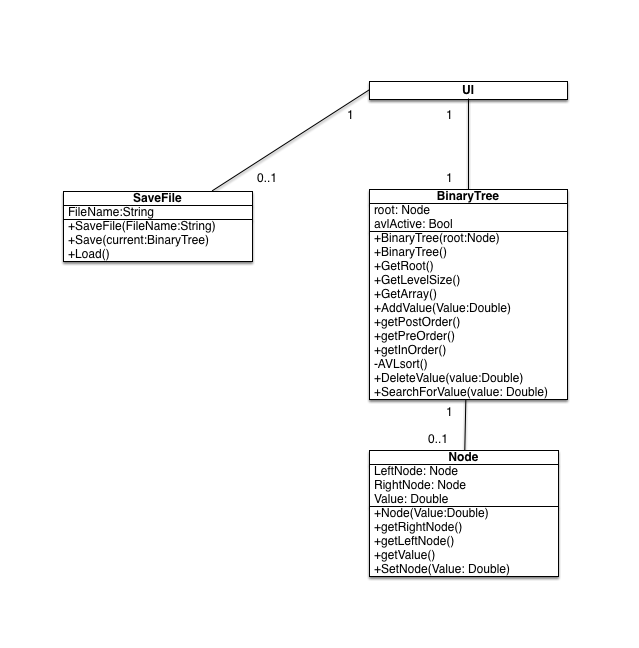 UI
1
1
0..1
1
SaveFile
FileName:String
+SaveFile(FileName:String)
+Save(current:BinaryTree)
+Load()
BinaryTree
root: Node
avlActive: Bool
+BinaryTree(root:Node)
+BinaryTree()
+GetRoot()
+GetLevelSize()
+GetArray()
+AddValue(Value:Double)
+getPostOrder()
+getPreOrder()
+getInOrder()
-AVLsort()
+DeleteValue(value:Double)
+SearchForValue(value: Double)
1
0..1
Node
LeftNode: Node
RightNode: Node
Value: Double
+Node(Value:Double)
+getRightNode()
+getLeftNode()
+getValue()
+SetNode(Value: Double)